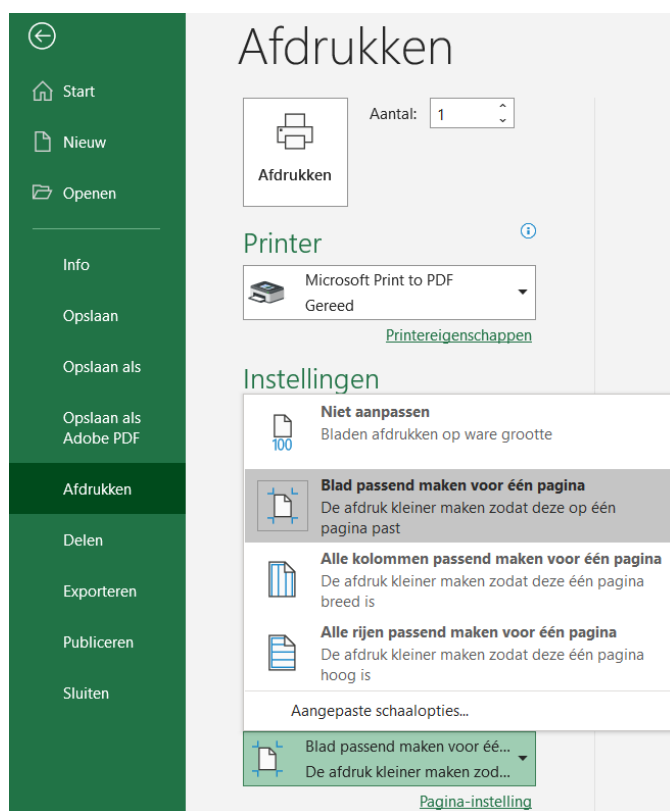 Afdrukken
Start
Nieuw
Openen
Info
Opslaan
Opslaan als
Opslaan als
Adobe PDF
Afdrukken
Delen
Exporteren
Publiceren
Sluiten
Aantal: 1
Afdrukken
Printer
Microsoft Print to PDF
Gereed
Printereigenschappen
Instellingen
100
Niet aanpassen
Bladen afdrukken op ware grootte
Blad passend maken voor één pagina
De afdruk kleiner maken zodat deze op één
pagina past
Alle kolommen passend maken voor één pagina
De afdruk kleiner maken zodat deze één pagina
breed is
Alle rijen passend maken voor één pagina
De afdruk kleiner maken zodat deze één pagina
hoog is
Aangepaste schaalopties...
Blad passend maken voor éé...
De afdruk kleiner maken zod...
Pagina-instelling